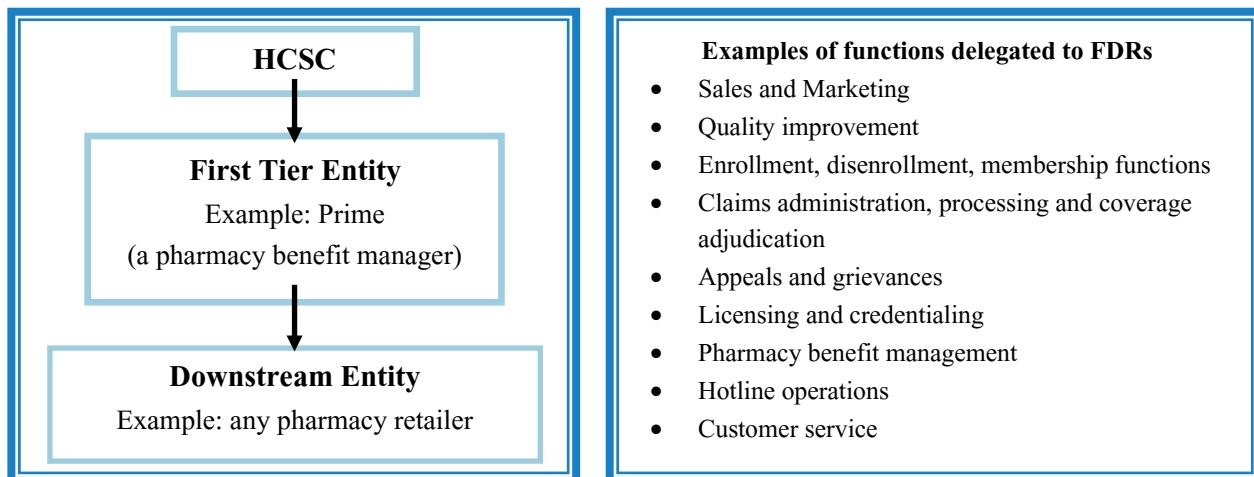 HCSC
First Tier Entity
Example: Prime
(a pharmacy benefit manager)
Downstream Entity
Example: any pharmacy retailer
Examples of functions delegated to FDRs
• Sales and Marketing
• Quality improvement
• Enrollment, disenrollment, membership functions
• Claims administration, processing and coverage
adjudication
• Appeals and grievances
• Licensing and credentialing
• Pharmacy benefit management
• Hotline operations
• Customer service